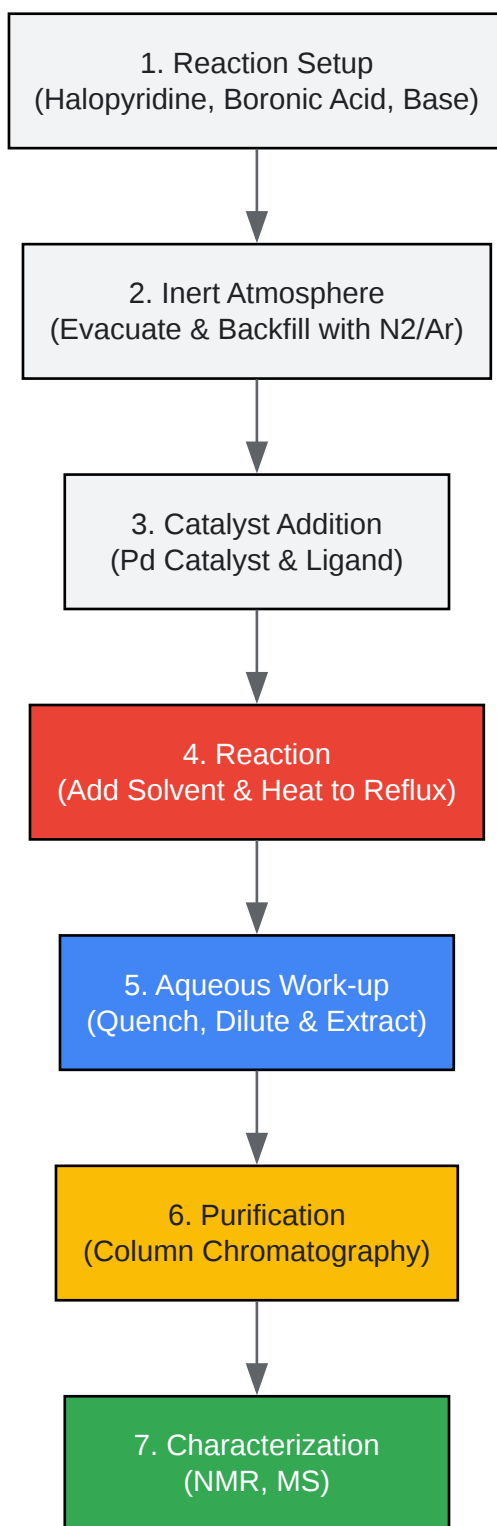 1. Reaction Setup
(Halopyridine, Boronic Acid, Base)
2. Inert Atmosphere
(Evacuate & Backfill with N2/Ar)
3. Catalyst Addition
(Pd Catalyst & Ligand)
4. Reaction
(Add Solvent & Heat to Reflux)
5. Aqueous Work-up
(Quench, Dilute & Extract)
6. Purification
(Column Chromatography)
7. Characterization
(NMR, MS)